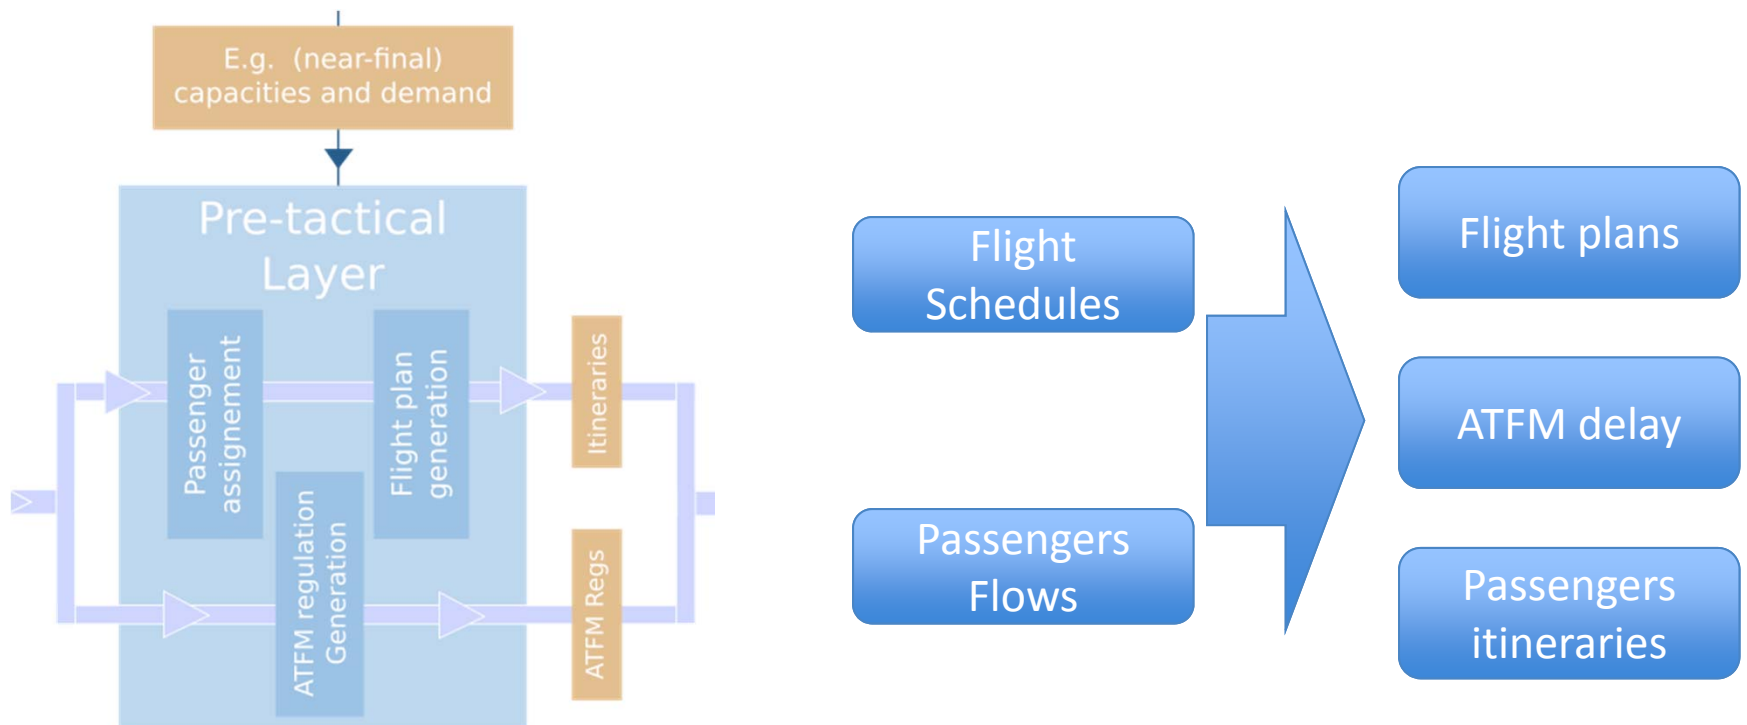 E.g. (near-final)
capacities and demand
Pre-tactical
Layer
Passenger
assignement
Flight plan
generation
Itineraries
ATFM regulation
Generation
ATFM Regs
Flight
Schedules
Passengers
Flows
Flight plans
ATFM delay
Passengers
itineraries